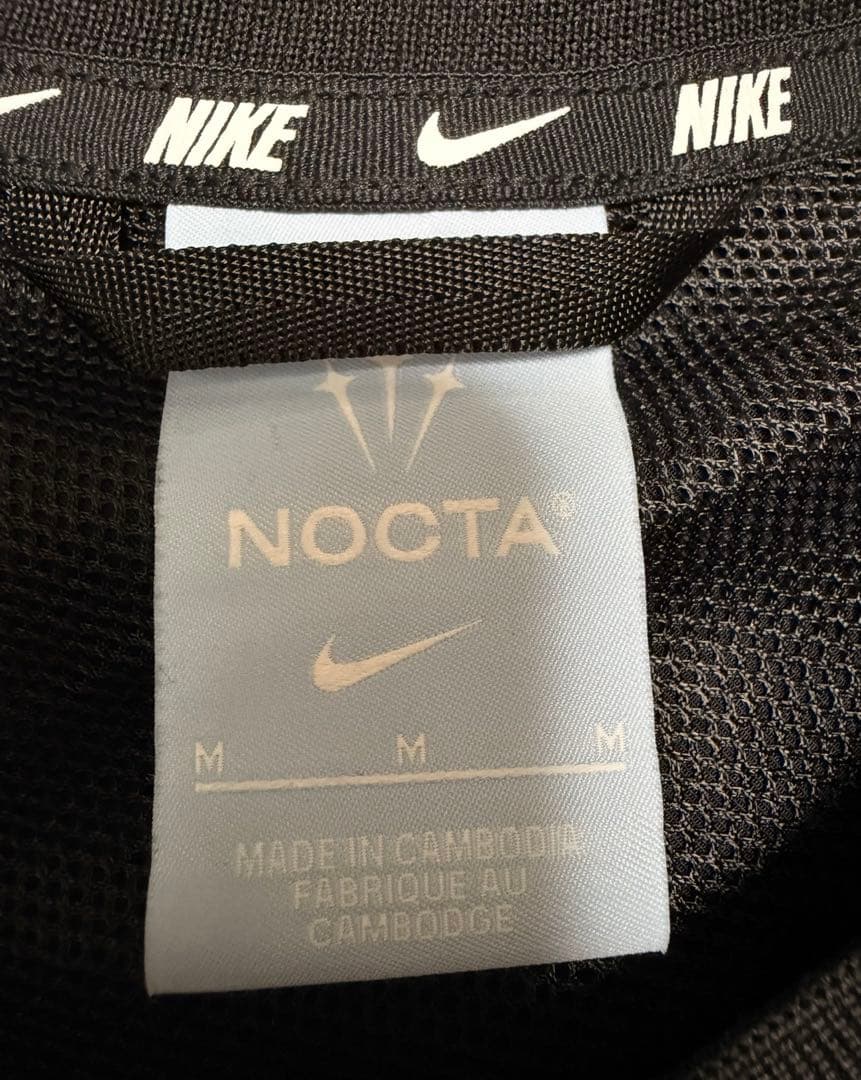 NIKE NIKE
NOCTA®
M M M
MADE IN CAMBODIA
FABRIQUE AU
CAMBODGE